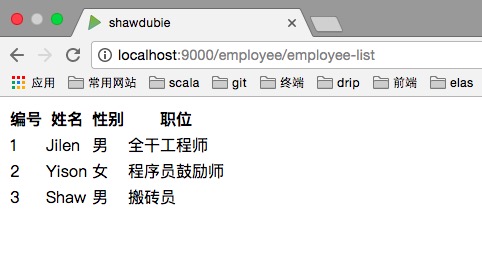 shawdubie
localhost:9000/employee/employee-list
应用 常用网站 scala git 终端 drip 前端 elas
编号 姓名 性别 职位
1 Jilen 男 全干工程师
2 Yison 女 程序员鼓励师
3 Shaw 男 搬砖员